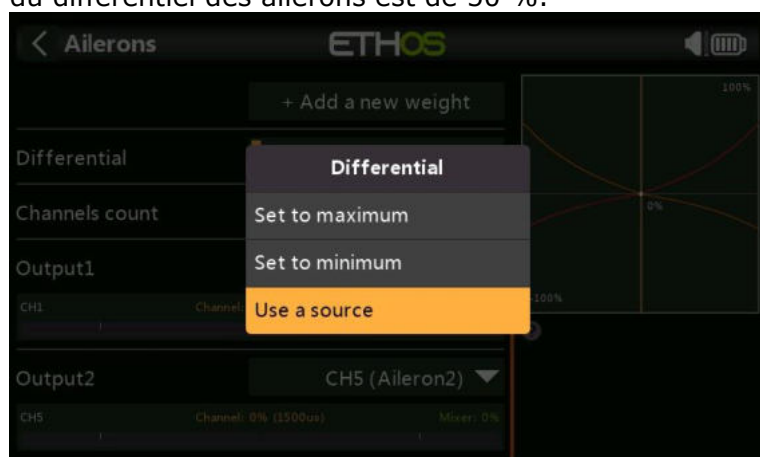 du différentiel des ailerons est de 50 %.
Ailerons
ETHOS
+ Add a new weight
100%
Differential
Differential
Channels count
Set to maximum
0%
Output1
Set to minimum
CH1
Channel:
Use a source
-100%
Output2
CH5 (Aileron2)
CH5
Channel: 0% (1500us)
Mixer: 0%